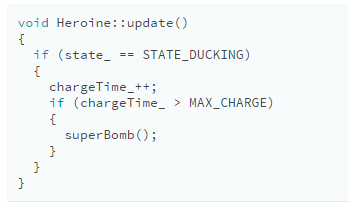 void Heroine::update()
{
  if (state_ == STATE_DUCKING)
  {
    chargeTime_++;
    if (chargeTime_ > MAX_CHARGE)
    {
      superBomb();
    }
  }
}